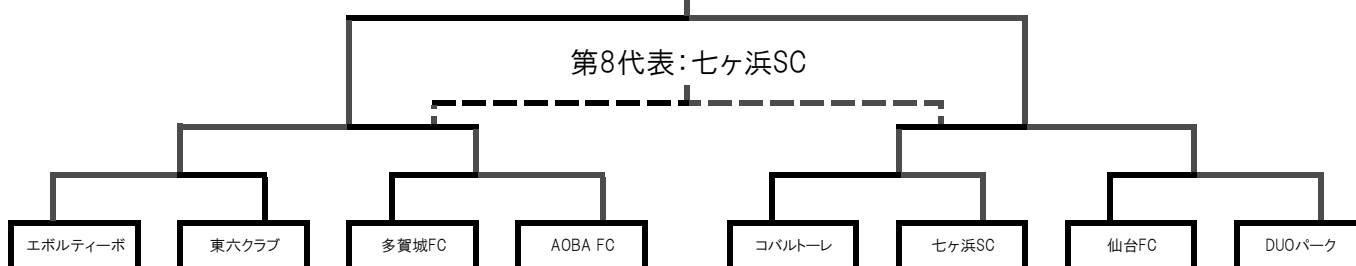 第8代表:七ヶ浜SC
エボルティーボ
東六クラブ
多賀城FC
AOBA FC
コバルトーレ
七ヶ浜SC
仙台FC
DUOパーク